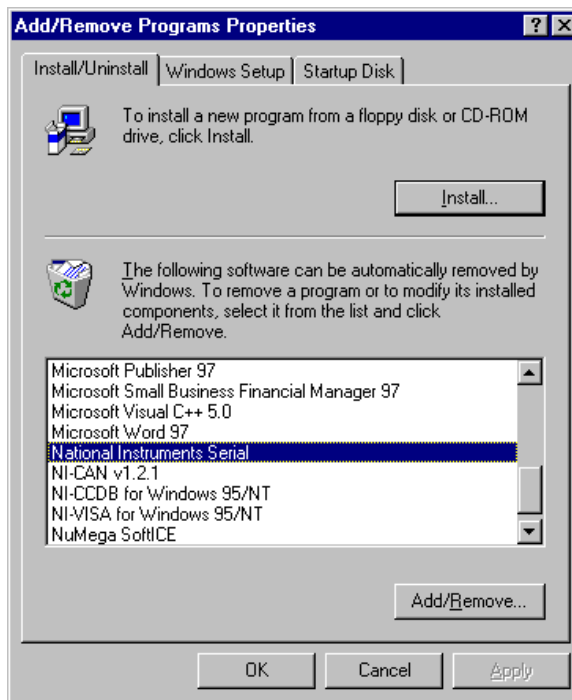 Add/Remove Programs Properties
Install/Uninstall Windows Setup Startup Disk
To install a new program from a floppy disk or CD-ROM
drive, click Install.
Install...
The following software can be automatically removed by
Windows. To remove a program or to modify its installed
components, select it from the list and click
Add/Remove.
Microsoft Publisher 97
Microsoft Small Business Financial Manager 97
Microsoft Visual C++ 5.0
Microsoft Word 97
National Instruments Serial
NI-CAN v1.2.1
NI-CCDB for Windows 95/NT
NI-VISA for Windows 95/NT
NuMega SoftICE
Add/Remove...
OK Cancel Apply